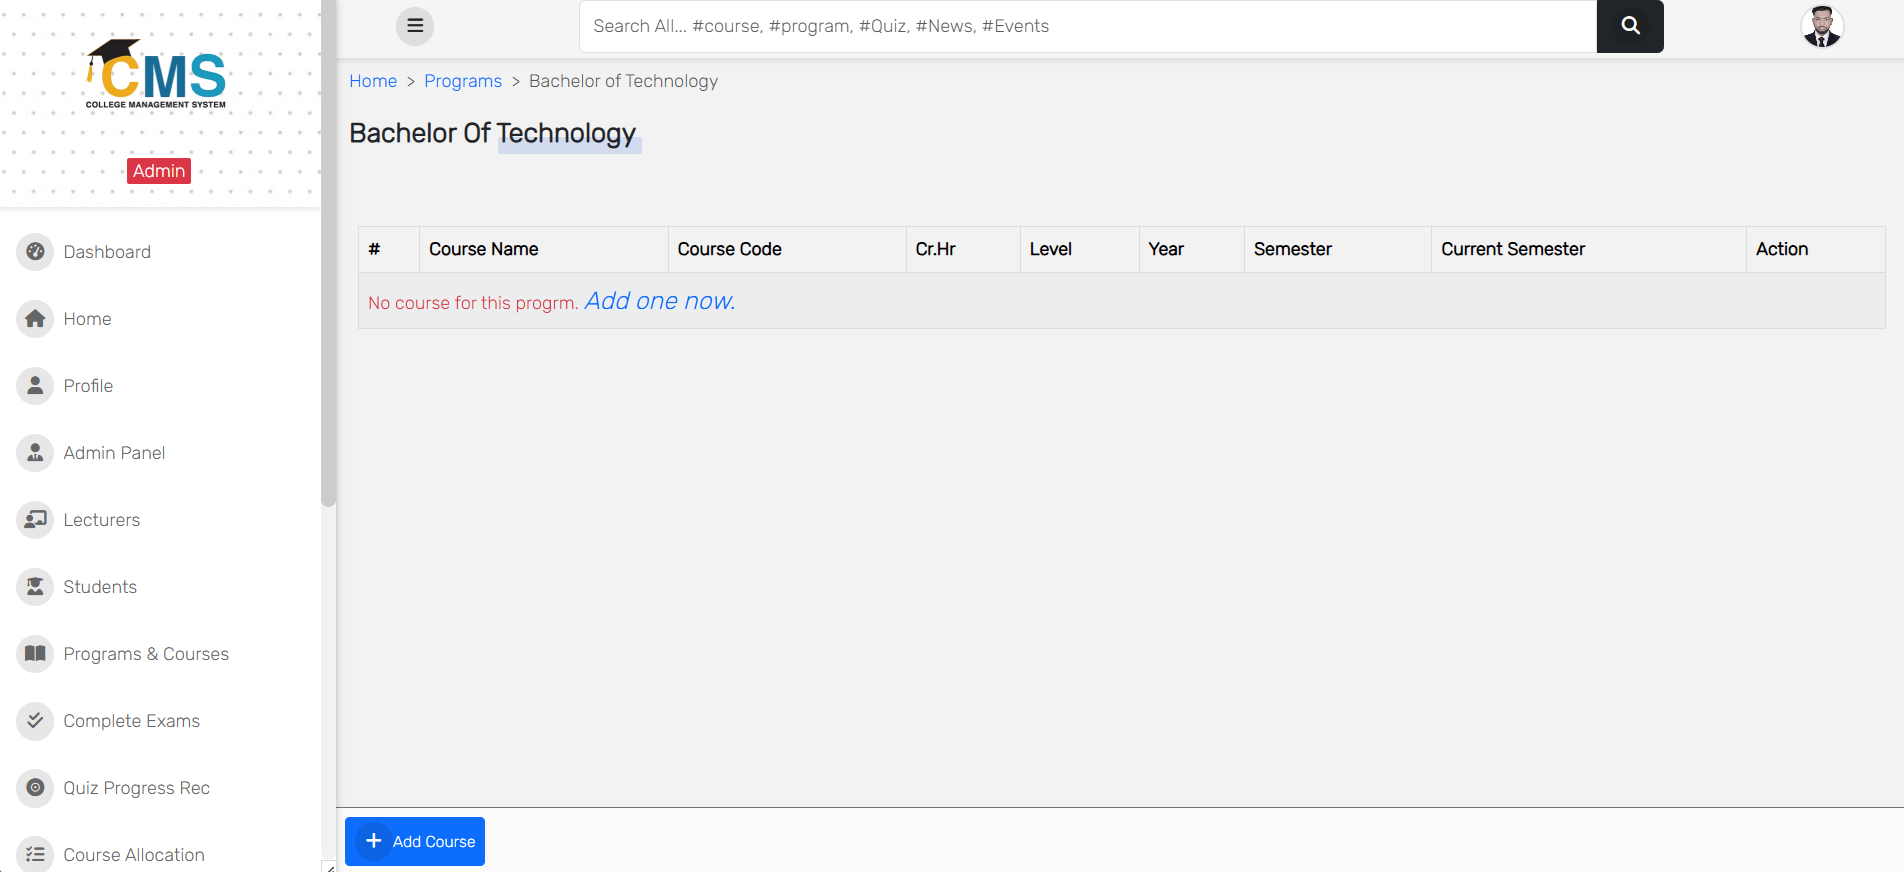 CMS
COLLEGE MANAGEMENT SYSTEM
Admin
Dashboard
Home
Profile
Admin Panel
Lecturers
Students
Programs & Courses
Complete Exams
Quiz Progress Rec
Course Allocation
Search All... #course, #program, #Quiz, #News, #Events
Home > Programs > Bachelor of Technology
Bachelor Of Technology
# Course Name Course Code Cr.Hr Level Year Semester Current Semester Action
No course for this progrm. Add one now.
Add Course